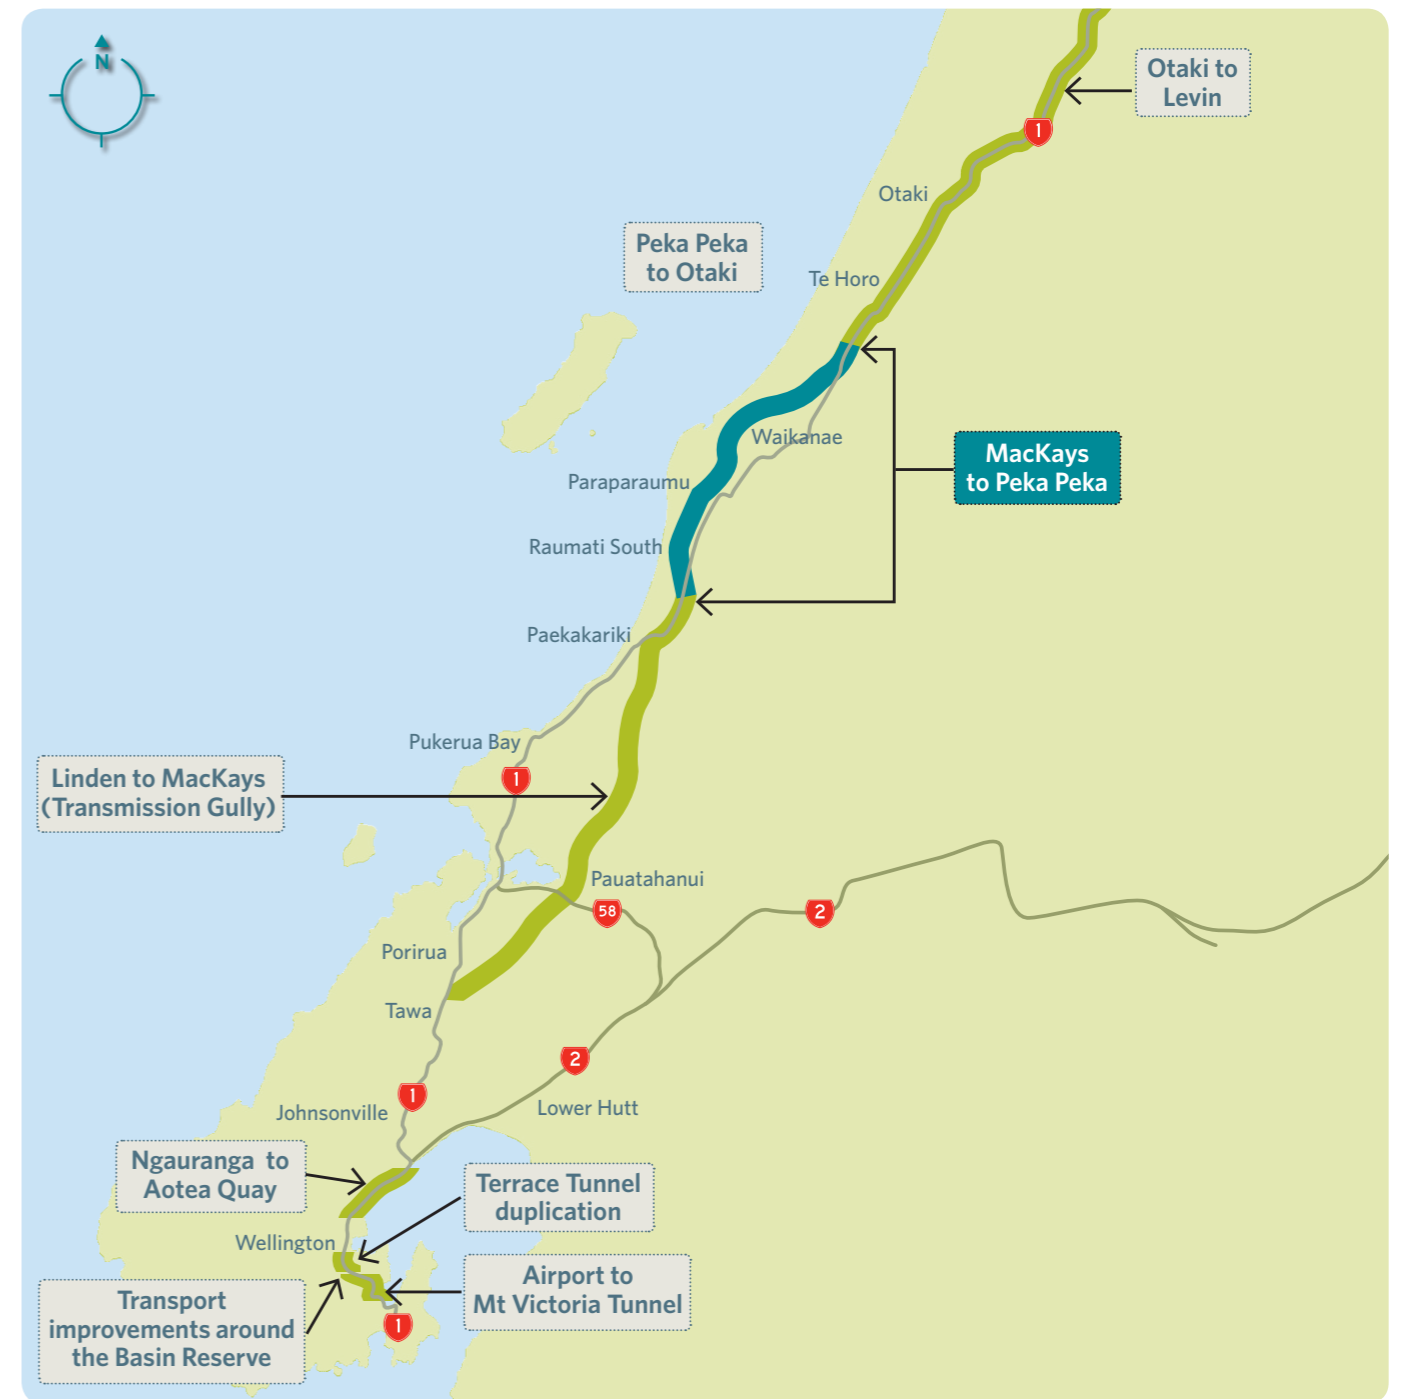 N
Otaki to
Levin
1
Otaki
Peka Peka
to Otaki
Te Horo
Waikanae
MacKays
to Peka Peka
Paraparaumu
Raumati South
Paekakariki
Pukerua Bay
Linden to MacKays
(Transmission Gully)
1
Pauatahanui
58
2
Porirua
Tawa
2
1
Johnsonville
Lower Hutt
Ngauranga to
Aotea Quay
Terrace Tunnel
duplication
Wellington
Airport to
Mt Victoria Tunnel
Transport
improvements around
the Basin Reserve
1